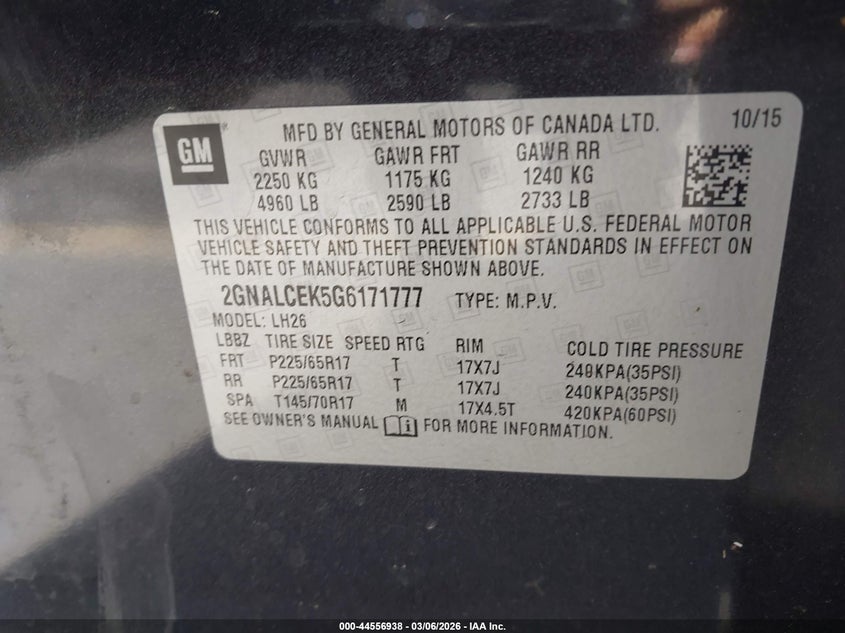 GM
MFD BY GENERAL MOTORS OF CANADA LTD. 10/15
GVWR GAWR FRT GAWR RR
2250 KG 1175 KG 1240 KG
4960 LB 2590 LB 2733 LB
THIS VEHICLE CONFORMS TO ALL APPLICABLE U.S. FEDERAL MOTOR
VEHICLE SAFETY AND THEFT PREVENTION STANDARDS IN EFFECT ON
THE DATE OF MANUFACTURE SHOWN ABOVE.
2GNALCEK5G6171777 TYPE: M.P.V.
MODEL: LH26
LBBZ TIRE SIZE SPEED RTG RIM COLD TIRE PRESSURE
FRT P225/65R17 T 17X7J 240KPA(35PSI)
RR P225/65R17 T 17X7J 240KPA(35PSI)
SPA T145/70R17 M 17X4.5T 420KPA(60PSI)
SEE OWNER'S MANUAL FOR MORE INFORMATION.
000-44556938 - 03/06/2026 - IAA Inc.